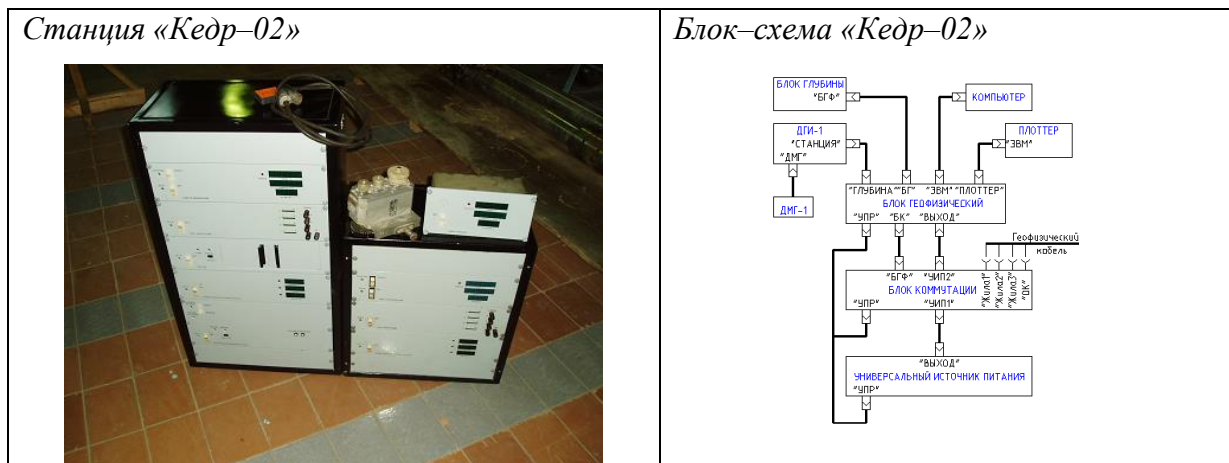 Станция «Кедр–02»
Блок–схема «Кедр–02»
БЛОК ГЛУБИНЫ
"БГФ"
КОМПЬЮТЕР
ДГИ-1
"СТАНЦИЯ"
"ДМГ"
ПЛОТТЕР
"ЭВМ"
ДМГ-1
"ГЛУБИНА" "БГ" "ЭВМ" "ПЛОТТЕР"
БЛОК ГЕОФИЗИЧЕСКИЙ
"УПР" "БК" "ВЫХОД"
Геофизический
кабель
"БГФ" "УИП2"
БЛОК КОММУТАЦИИ
"УПР" "УИП1"
"Жила1"
"Жила2"
"Жила3"
"ОК"
"ВЫХОД"
УНИВЕРСАЛЬНЫЙ ИСТОЧНИК ПИТАНИЯ
"УПР"